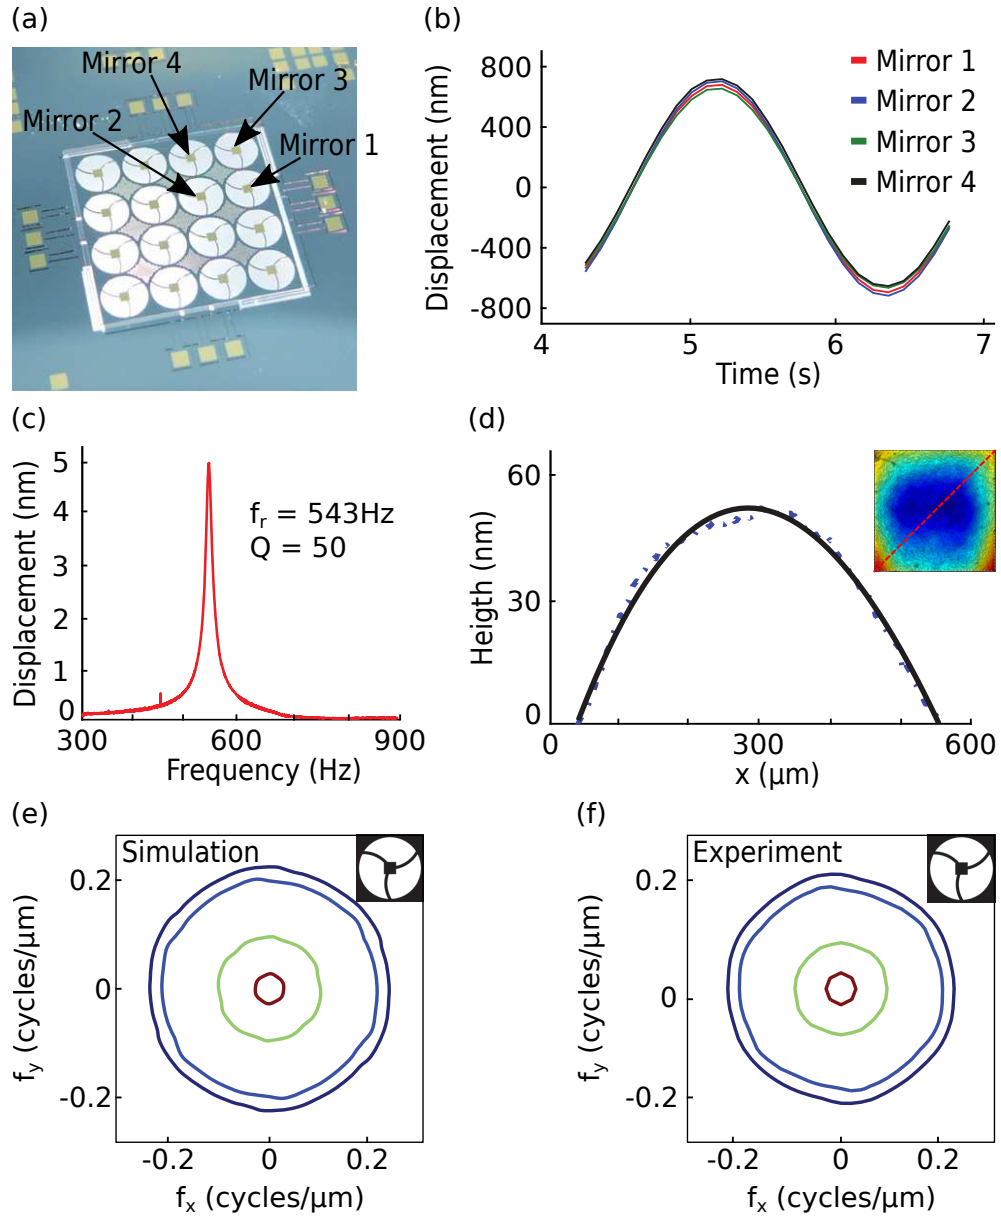 (a)
Mirror 4
Mirror 3
Mirror 2
Mirror 1
(b)
Displacement (nm)
800
400
0
-400
-800
4
5
6
7
Time (s)
Mirror 1
Mirror 2
Mirror 3
Mirror 4
(c)
Displacement (nm)
5
4
3
2
1
0
300
600
900
Frequency (Hz)
f_r = 543Hz
Q = 50
(d)
Heigth (nm)
60
30
0
0
300
600
x (μm)
(e)
Simulation
f_y (cycles/μm)
0.2
0
-0.2
-0.2
0
0.2
f_x (cycles/μm)
(f)
Experiment
f_y (cycles/μm)
0.2
0
-0.2
-0.2
0
0.2
f_x (cycles/μm)